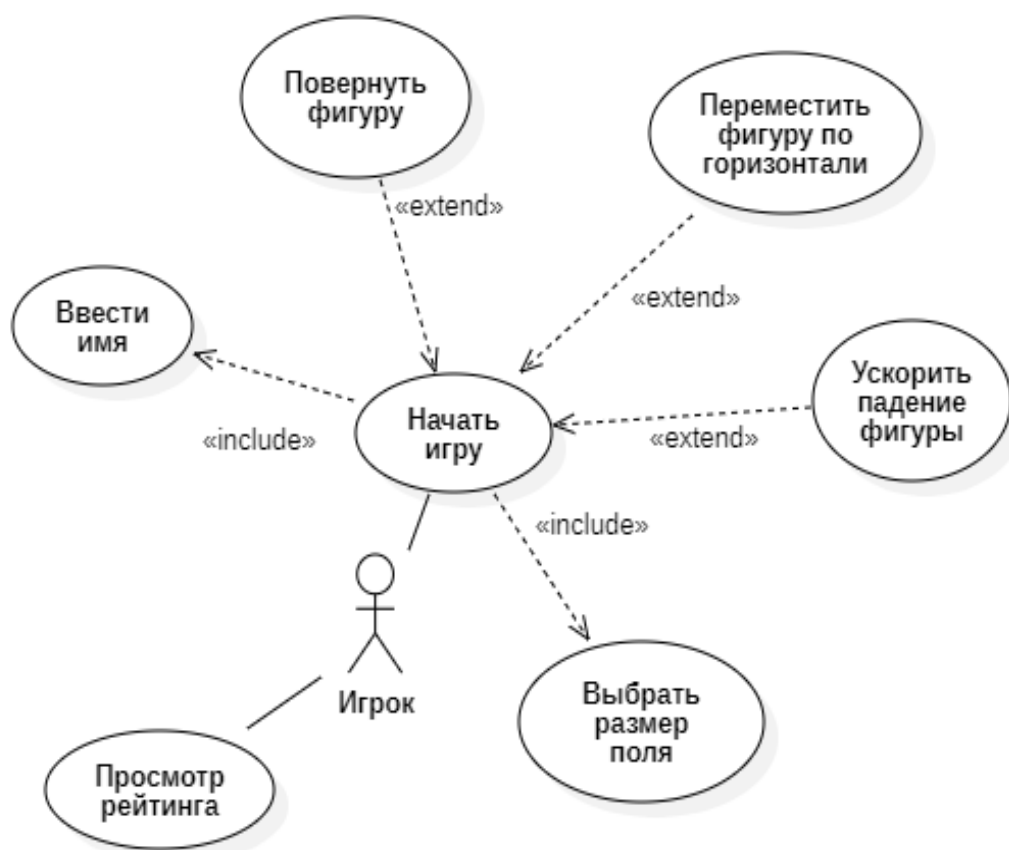 Повернуть
фигуру
Переместить
фигуру по
горизонтали
«extend»
«extend»
Ввести
имя
Ускорить
падение
фигуры
«include»
Начать
игру
«extend»
«include»
Игрок
Выбрать
размер
поля
Просмотр
рейтинга